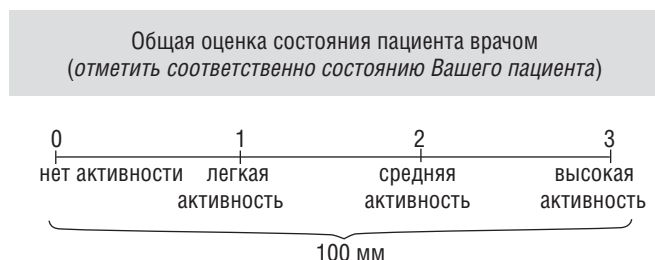 Общая оценка состояния пациента врачом
(отметить соответственно состоянию Вашего пациента)
0 1 2 3
нет активности легкая средняя высокая
активность активность активность
100 мм